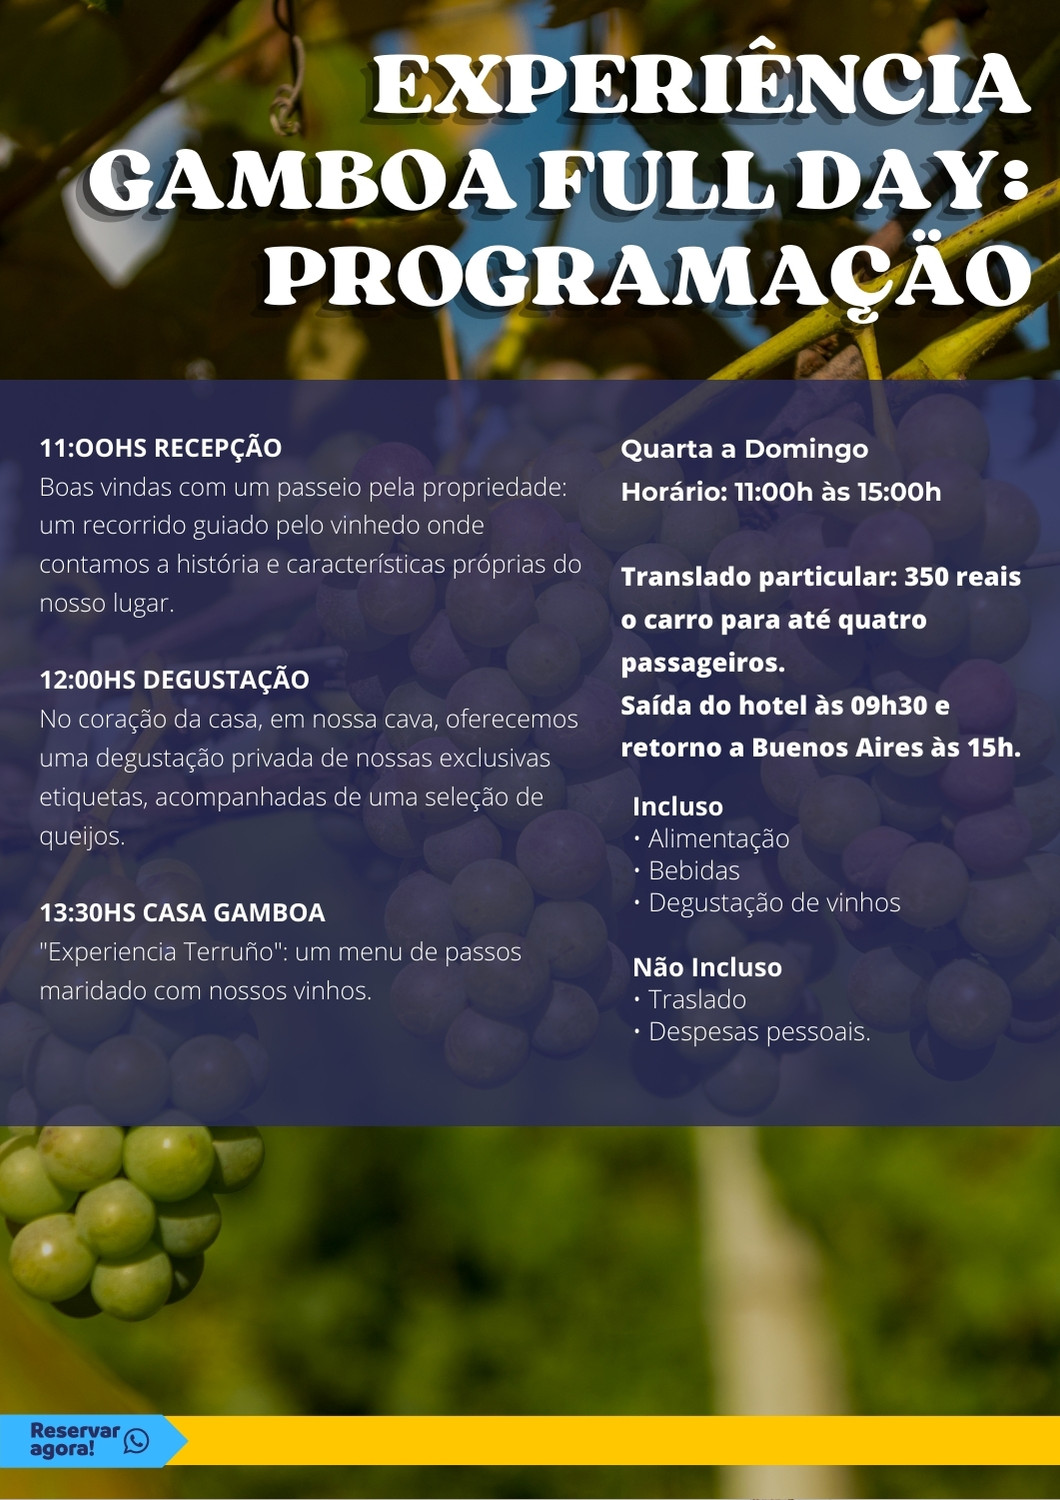 EXPERIÊNCIA
GAMBOA FULL DAY:
PROGRAMAÇÄO
11:OOHS RECEPÇÃO
Boas vindas com um passeio pela propriedade:
um recorrido guiado pelo vinhedo onde
contamos a história e características próprias do
nosso lugar.
12:00HS DEGUSTAÇÃO
No coração da casa, em nossa cava, oferecemos
uma degustação privada de nossas exclusivas
etiquetas, acompanhadas de uma seleção de
queijos.
13:30HS CASA GAMBOA
"Experiencia Terruño": um menu de passos
maridado com nossos vinhos.
Quarta a Domingo
Horário: 11:00h às 15:00h
Translado particular: 350 reais
o carro para até quatro
passageiros.
Saída do hotel às 09h30 e
retorno a Buenos Aires às 15h.
Incluso
• Alimentação
• Bebidas
• Degustação de vinhos
Não Incluso
• Traslado
• Despesas pessoais.
Reservar
agora!